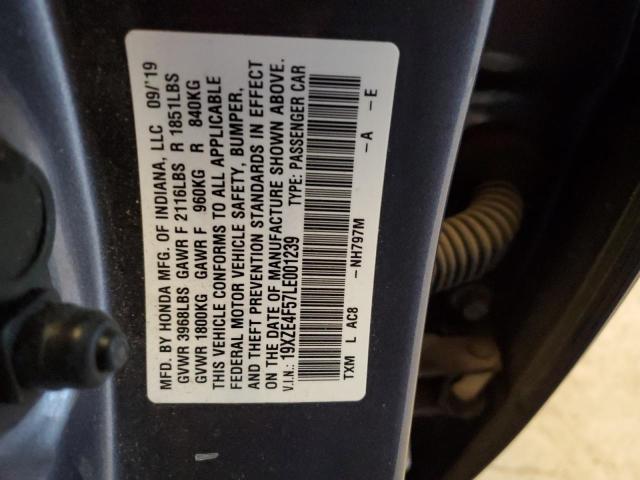 MFD. BY HONDA MFG. OF INDIANA, LLC 09/'19
GVWR 3968LBS GAWR F 2116LBS R 1851LBS
GVWR 1800KG GAWR F 960KG R 840KG
THIS VEHICLE CONFORMS TO ALL APPLICABLE
FEDERAL MOTOR VEHICLE SAFETY, BUMPER,
AND THEFT PREVENTION STANDARDS IN EFFECT
ON THE DATE OF MANUFACTURE SHOWN ABOVE.
V.I.N.: 19XZE4F57LE001239 TYPE: PASSENGER CAR
TXM L AC8 -NH797M -A -E